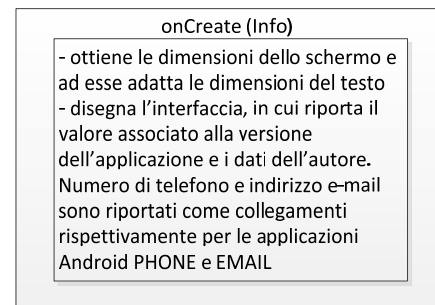 onCreate (Info)
- ottiene le dimensioni dello schermo e
ad esse adatta le dimensioni del testo
- disegna l’interfaccia, in cui riporta il
valore associato alla versione
dell’applicazione e i dati dell’autore.
Numero di telefono e indirizzo e-mail
sono riportati come collegamenti
rispettivamente per le applicazioni
Android PHONE e EMAIL